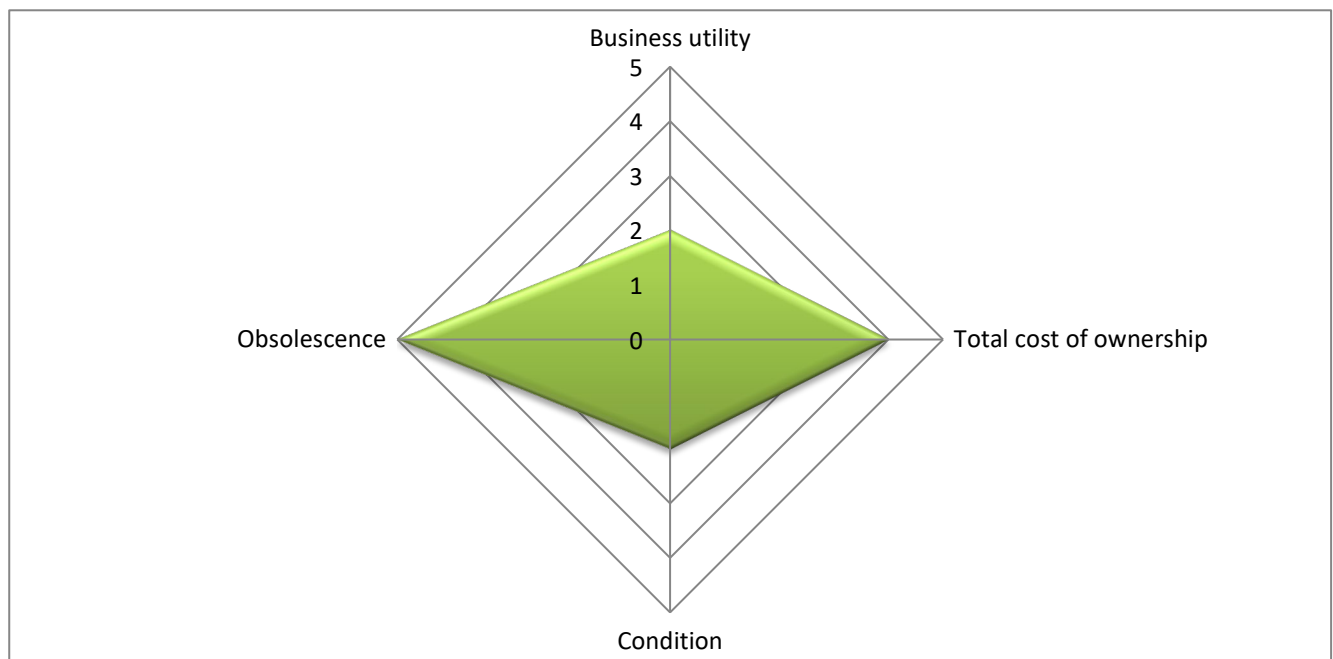 Business utility
5
4
3
2
1
0
Obsolescence
Total cost of ownership
Condition